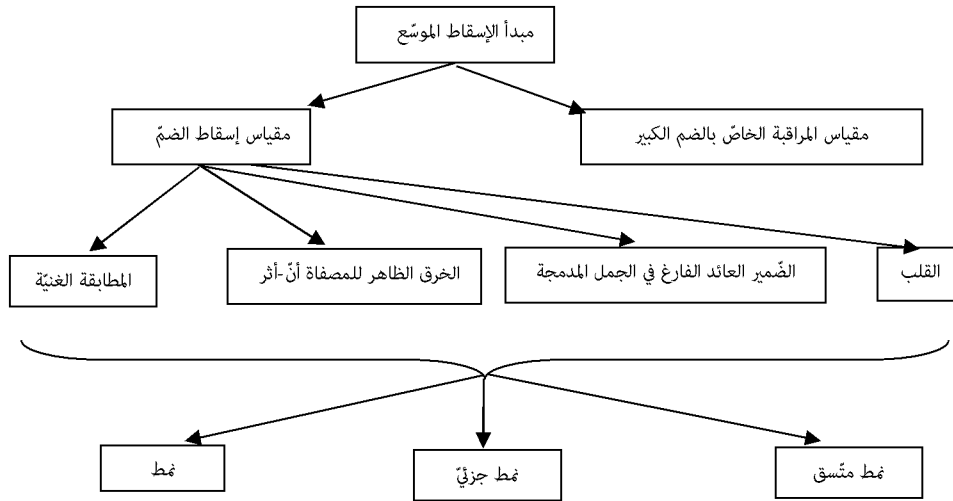 مبدأ الإسقاط الموسّع
مقياس المراقبة الخاصّ بالضم الكبير
مقياس إسقاط الضمّ
القلب
الضّمير العائد الفارغ في الجمل المدمجة
الخرق الظاهر للمصفاة أنّ-أثر
المطابقة الغنيّة
نمط متّسق
نمط جزئيّ
نمط